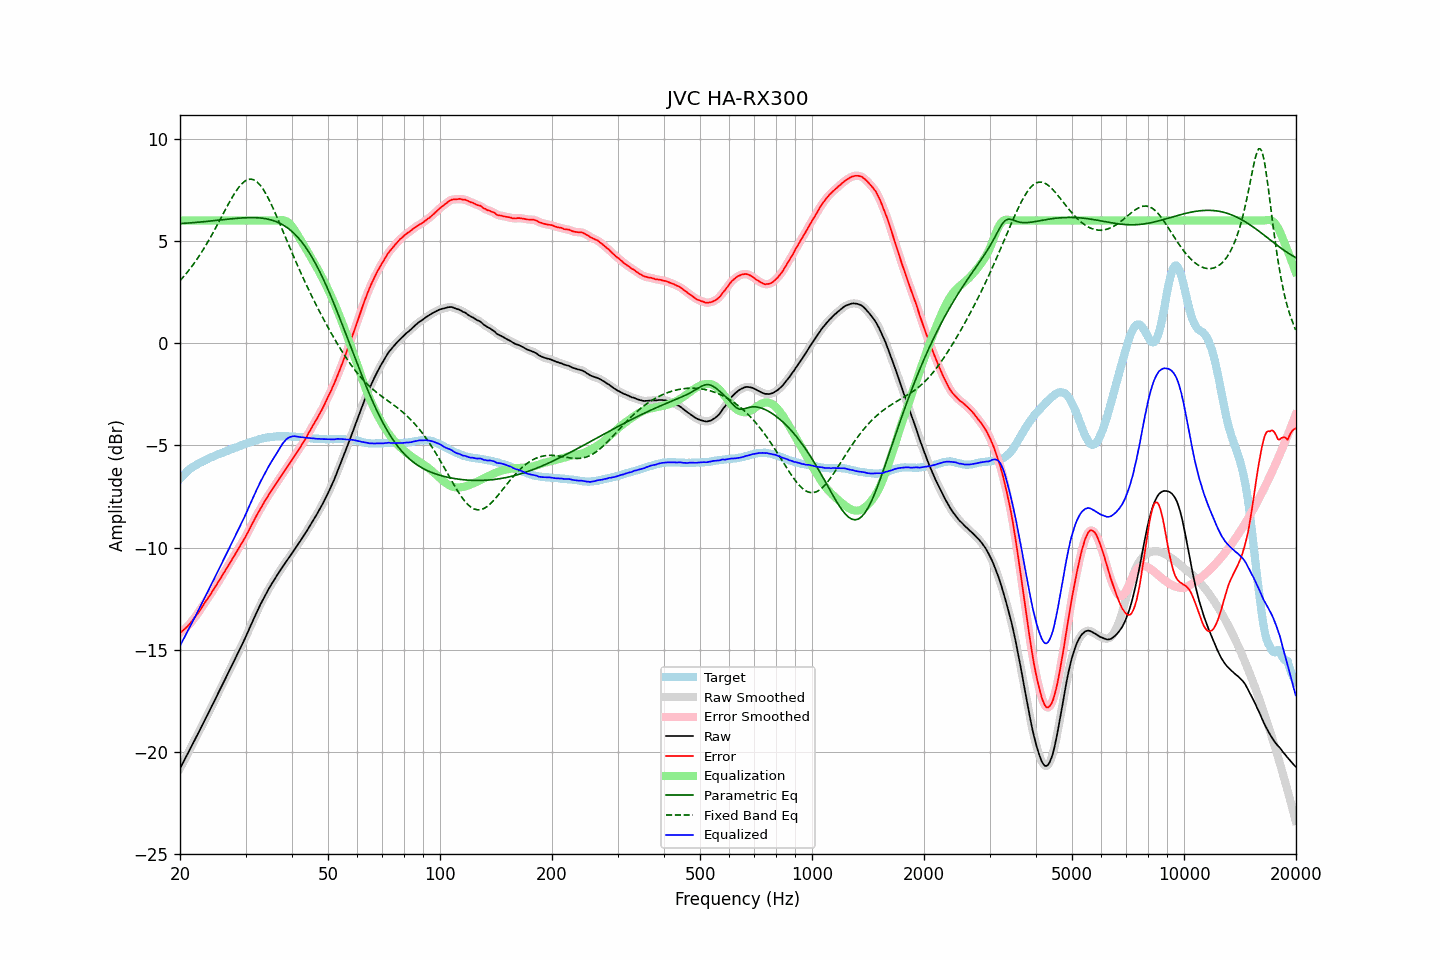 JVC HA-RX300
Amplitude (dBr)
10
5
0
−5
−10
−15
−20
−25
Target
Raw Smoothed
Error Smoothed
Raw
Error
Equalization
Parametric Eq
Fixed Band Eq
Equalized
20 50 100 200 500 1000 2000 5000 10000 20000
Frequency (Hz)